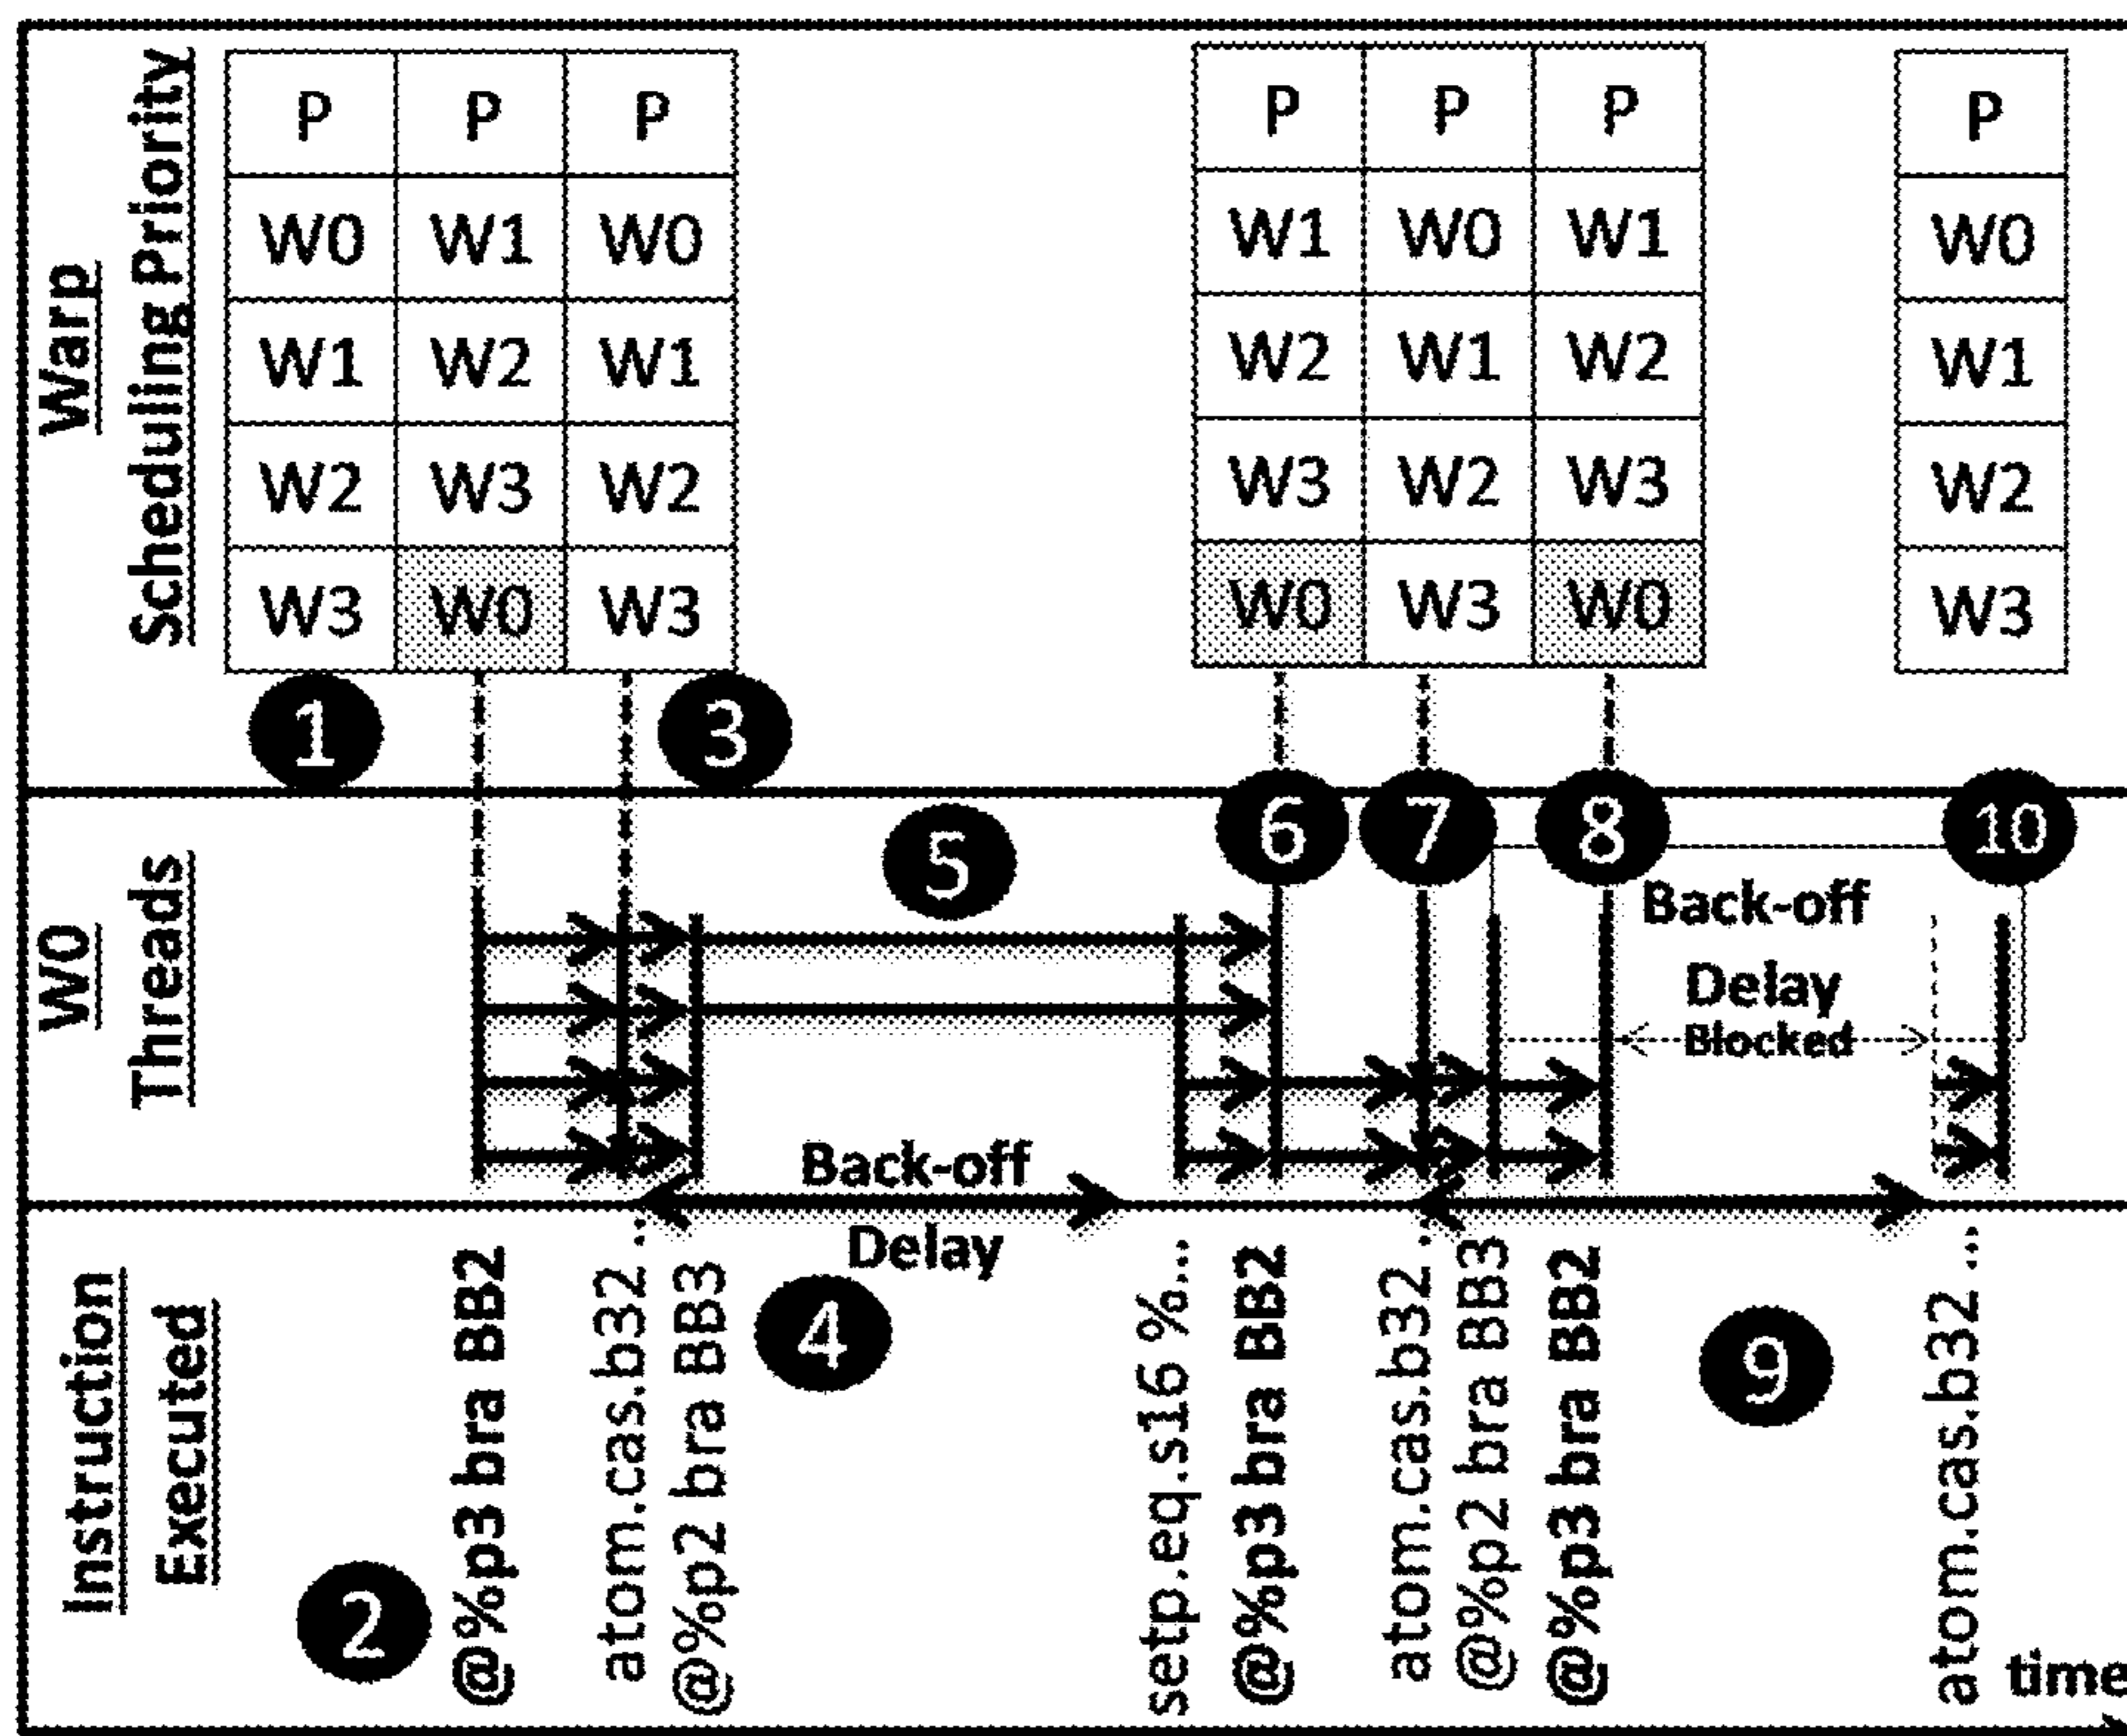 Warp
Scheduling Priority
P P P
W0 W1 W0
W1 W2 W1
W2 W3 W2
W3 W0 W3
P P P
W1 W0 W1
W2 W1 W2
W3 W2 W3
W0 W3 W0
P
W0
W1
W2
W3
1
3
6
7
8
10
W0
Threads
5
Back-off
Delay
Blocked
Back-off
Delay
4
9
2
Instruction
Executed
@%p3 bra BB2
atom.cas.b32 ..
@%p2 bra BB3
setp.eq.s16 %...
@%p3 bra BB2
atom.cas.b32 ..
@%p2 bra BB3
@%p3 bra BB2
atom.cas.b32 ...
time